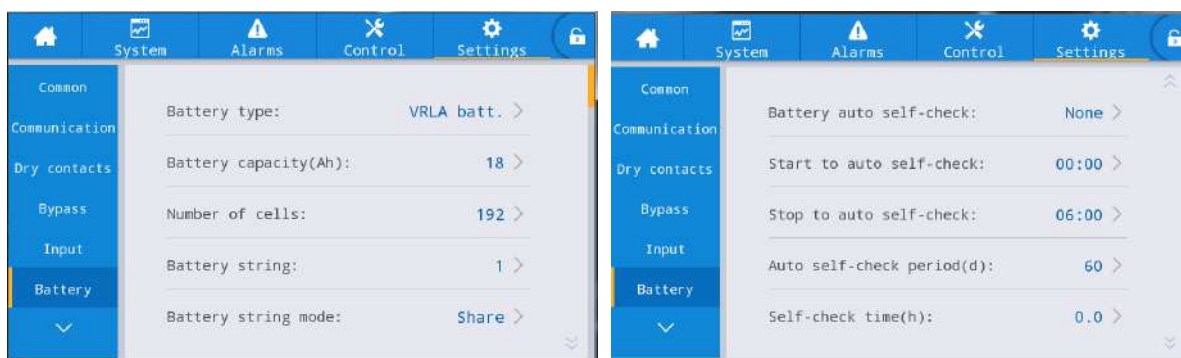 System
Alarms
Control
Settings
Common
Communication
Dry contacts
Bypass
Input
Battery
Battery type: VRLA batt.
Battery capacity(Ah): 18
Number of cells: 192
Battery string: 1
Battery string mode: Share
System
Alarms
Control
Settings
Common
Communication
Dry contacts
Bypass
Input
Battery
Battery auto self-check: None
Start to auto self-check: 00:00
Stop to auto self-check: 06:00
Auto self-check period(d): 60
Self-check time(h): 0.0